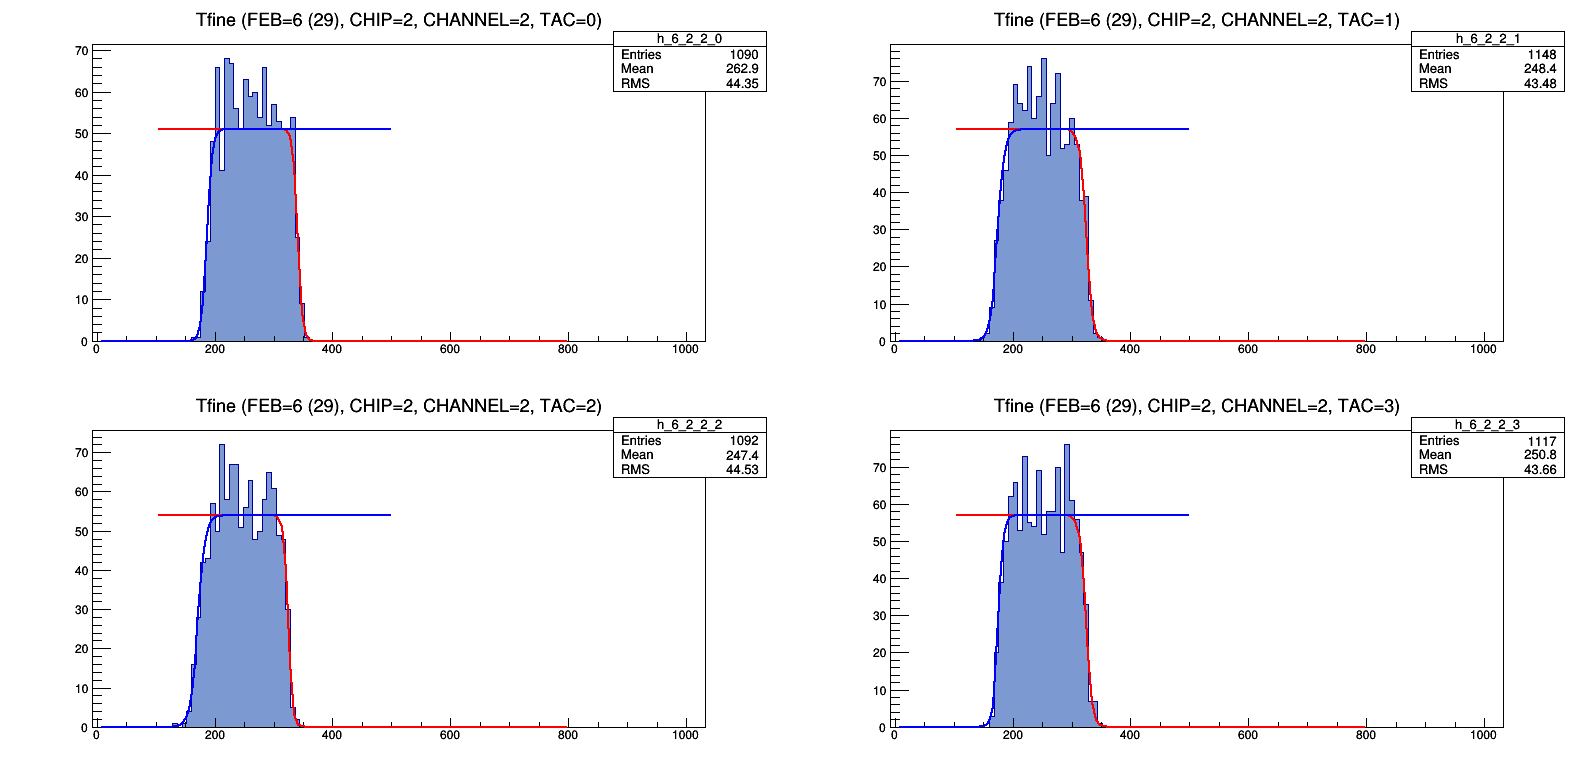 Tfine (FEB=6 (29), CHIP=2, CHANNEL=2, TAC=0)
h_6_2_2_0
Entries 1090
Mean 262.9
RMS 44.35
70
60
50
40
30
20
10
0
0 200 400 600 800 1000
Tfine (FEB=6 (29), CHIP=2, CHANNEL=2, TAC=1)
h_6_2_2_1
Entries 1148
Mean 248.4
RMS 43.48
70
60
50
40
30
20
10
0
0 200 400 600 800 1000
Tfine (FEB=6 (29), CHIP=2, CHANNEL=2, TAC=2)
h_6_2_2_2
Entries 1092
Mean 247.4
RMS 44.53
70
60
50
40
30
20
10
0
0 200 400 600 800 1000
Tfine (FEB=6 (29), CHIP=2, CHANNEL=2, TAC=3)
h_6_2_2_3
Entries 1117
Mean 250.8
RMS 43.66
70
60
50
40
30
20
10
0
0 200 400 600 800 1000